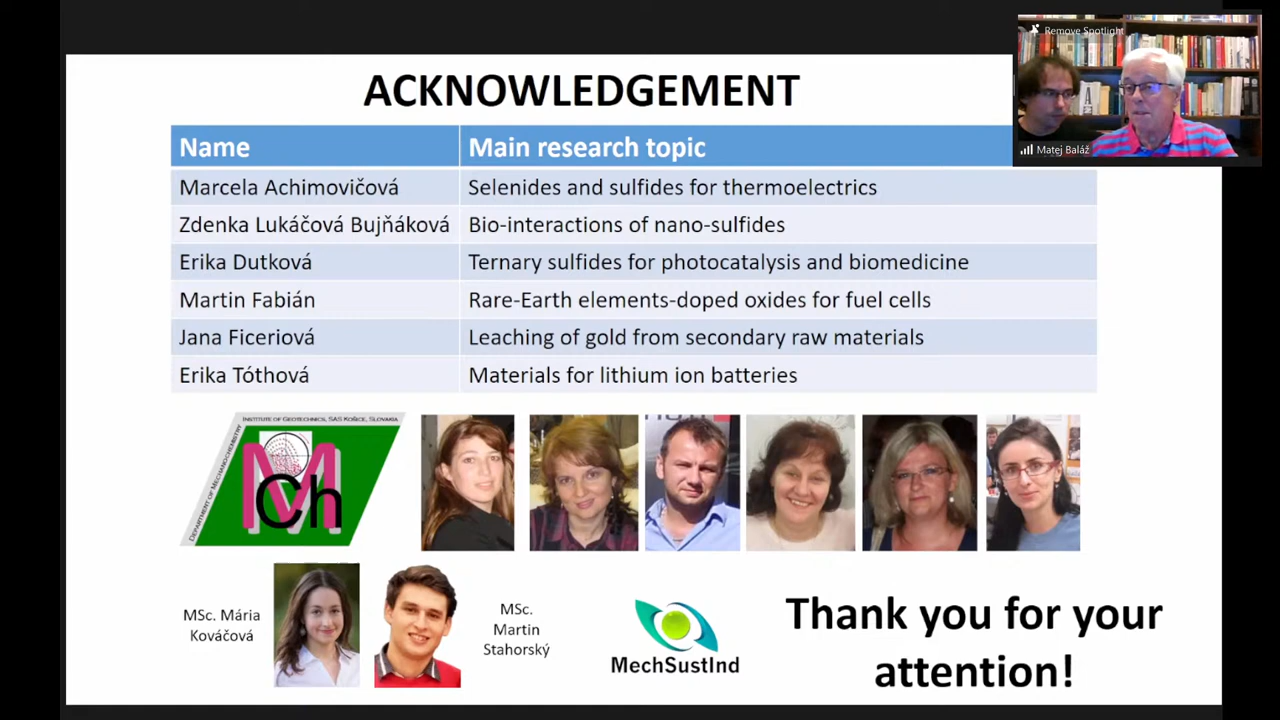 Remove Spotlight
Matej Baláž
ACKNOWLEDGEMENT
Name Main research topic
Marcela Achimovičová Selenides and sulfides for thermoelectrics
Zdenka Lukáčová Bujňáková Bio-interactions of nano-sulfides
Erika Dutková Ternary sulfides for photocatalysis and biomedicine
Martin Fabián Rare-Earth elements-doped oxides for fuel cells
Jana Ficeriová Leaching of gold from secondary raw materials
Erika Tóthová Materials for lithium ion batteries
INSTITUTE OF GEOTECHNICS, SAS KOŠICE, SLOVAKIA
DEPARTMENT OF MECHANOCHEMISTRY
MCh
MSc. Mária
Kováčová
MSc.
Martin
Stahorský
MechSustInd
Thank you for your
attention!